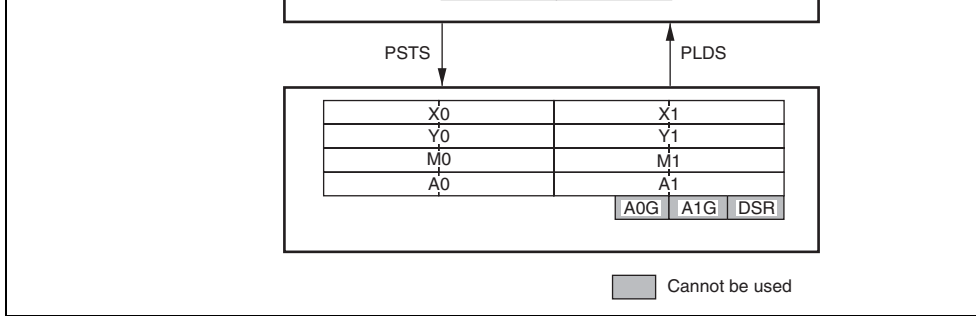 PSTS PLDS
X0 X1
Y0 Y1
M0 M1
A0 A1
A0G A1G DSR
Cannot be used